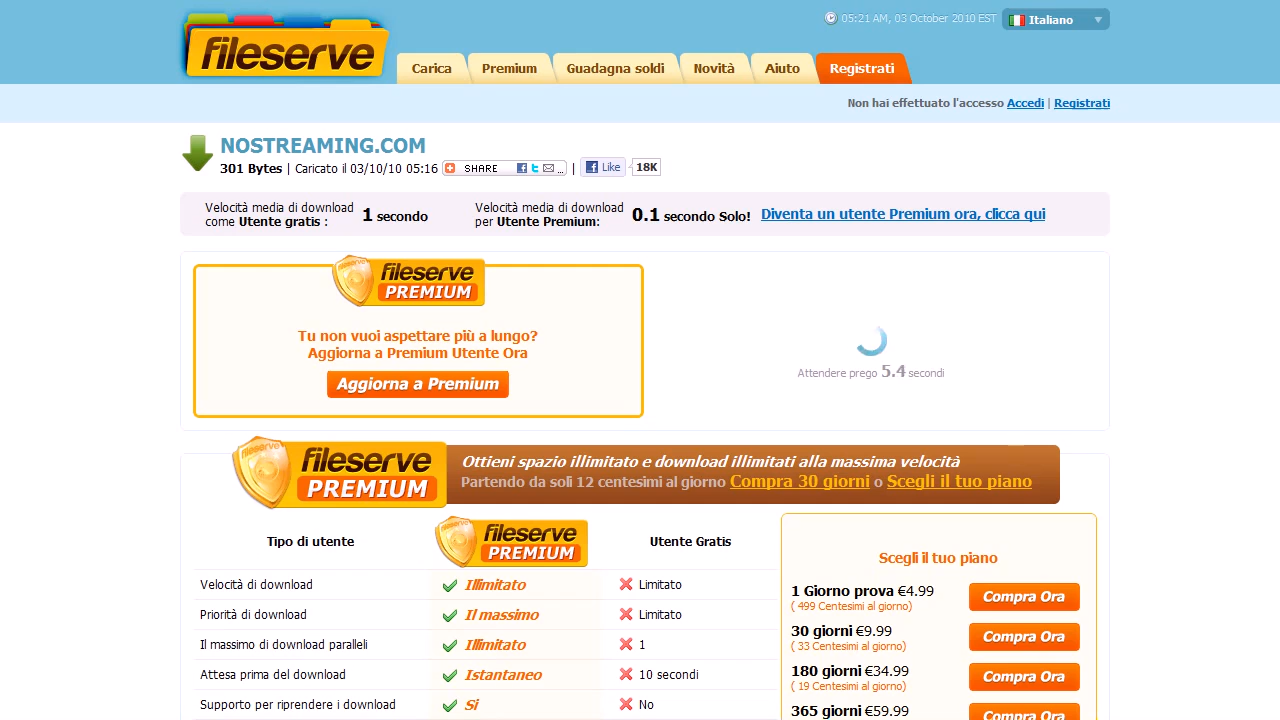 fileserve
05:21 AM, 03 October 2010 EST
Italiano
Carica
Premium
Guadagna soldi
Novità
Aiuto
Registrati
Non hai effettuato l'accesso Accedi | Registrati
NOSTREAMING.COM
301 Bytes | Caricato il 03/10/10 05:16 SHARE ... | Like 18K
Velocità media di download
come Utente gratis :
1 secondo
Velocità media di download
per Utente Premium:
0.1 secondo Solo!
Diventa un utente Premium ora, clicca qui
fileserve
PREMIUM
Tu non vuoi aspettare più a lungo?
Aggiorna a Premium Utente Ora
Aggiorna a Premium
Attendere prego 5.4 secondi
fileserve
fileserve
PREMIUM
Ottieni spazio illimitato e download illimitati alla massima velocità
Partendo da soli 12 centesimi al giorno Compra 30 giorni o Scegli il tuo piano
Tipo di utente
fileserve
PREMIUM
Utente Gratis
Velocità di download Illimitato Limitato
Priorità di download Il massimo Limitato
Il massimo di download paralleli Illimitato 1
Attesa prima del download Istantaneo 10 secondi
Supporto per riprendere i download Si No
Scegli il tuo piano
1 Giorno prova €4.99
( 499 Centesimi al giorno)
Compra Ora
30 giorni €9.99
( 33 Centesimi al giorno)
Compra Ora
180 giorni €34.99
( 19 Centesimi al giorno)
Compra Ora
365 giorni €59.99
Compra Ora